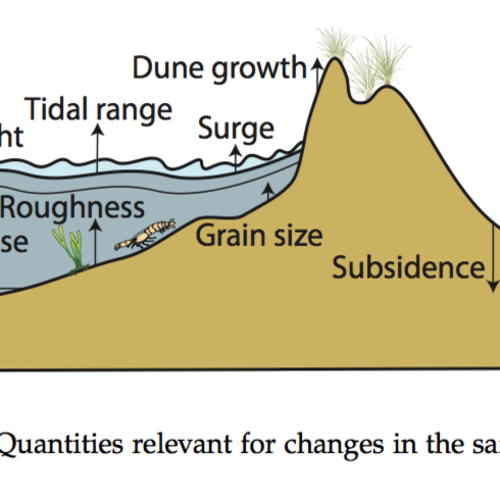 Dune growth
Tidal range
ht
Surge
Roughness
se
Grain size
Subsidence
Quantities relevant for changes in the sa